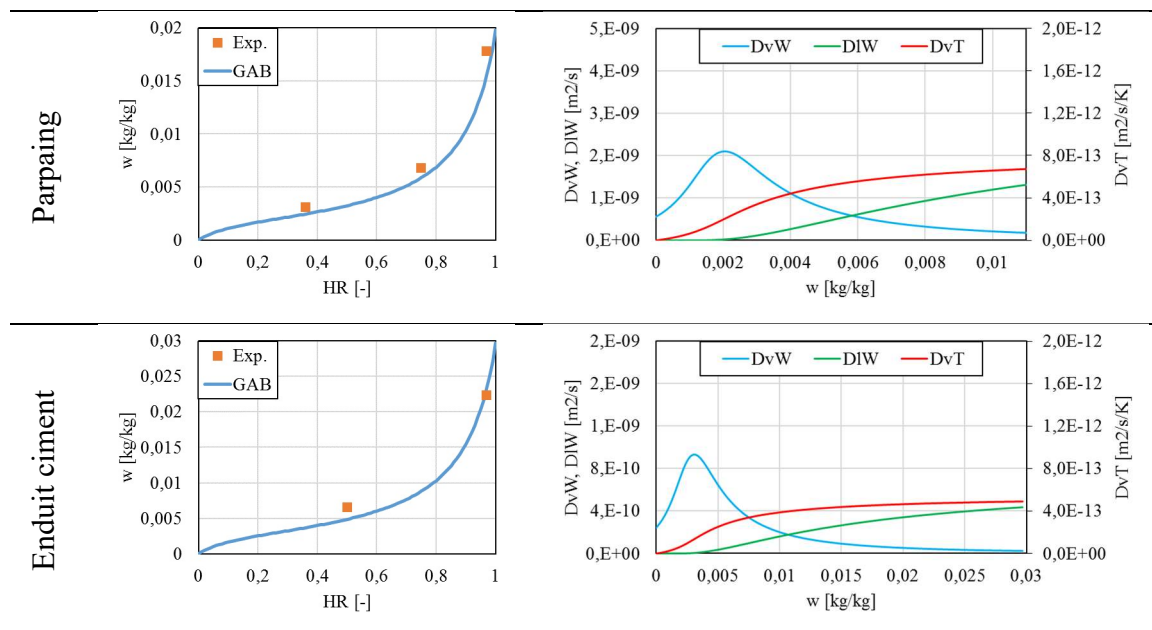 Parpaing
w [kg/kg]
0,02
0,015
0,01
0,005
0
Exp.
GAB
0 0,2 0,4 0,6 0,8 1
HR [-]
DvW, DlW [m2/s]
5,E-09
4,E-09
3,E-09
2,E-09
1,E-09
0,E+00
DvW DlW DvT
2,0E-12
1,6E-12
1,2E-12
8,0E-13
4,0E-13
0,0E+00
DvT [m2/s/K]
0 0,002 0,004 0,006 0,008 0,01
w [kg/kg]
Enduit ciment
w [kg/kg]
0,03
0,025
0,02
0,015
0,01
0,005
0
Exp.
GAB
0 0,2 0,4 0,6 0,8 1
HR [-]
DvW, DlW [m2/s]
2,E-09
2,E-09
1,E-09
8,E-10
4,E-10
0,E+00
DvW DlW DvT
2,0E-12
1,6E-12
1,2E-12
8,0E-13
4,0E-13
0,0E+00
DvT [m2/s/K]
0 0,005 0,01 0,015 0,02 0,025 0,03
w [kg/kg]